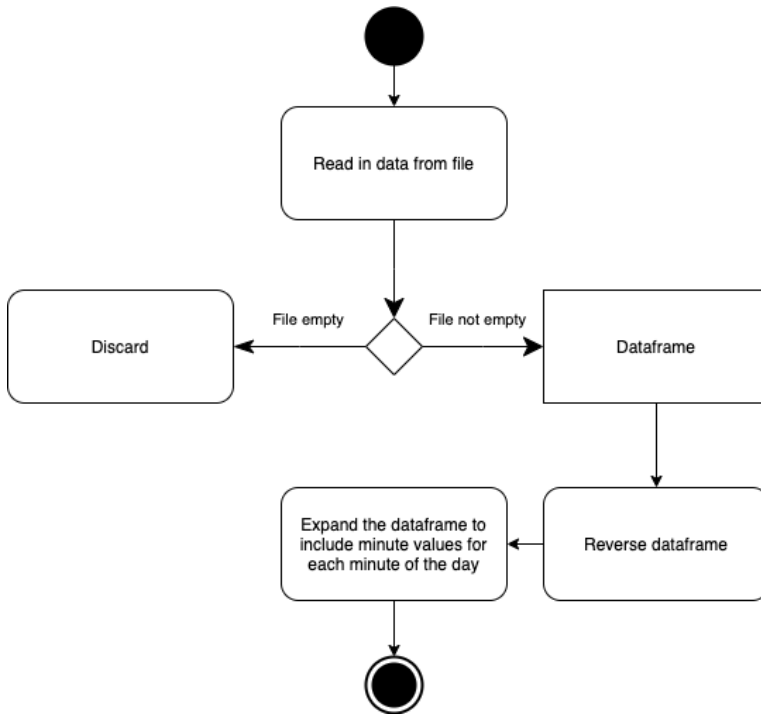 Read in data from file
File empty
File not empty
Discard
Dataframe
Expand the dataframe to
include minute values for
each minute of the day
Reverse dataframe